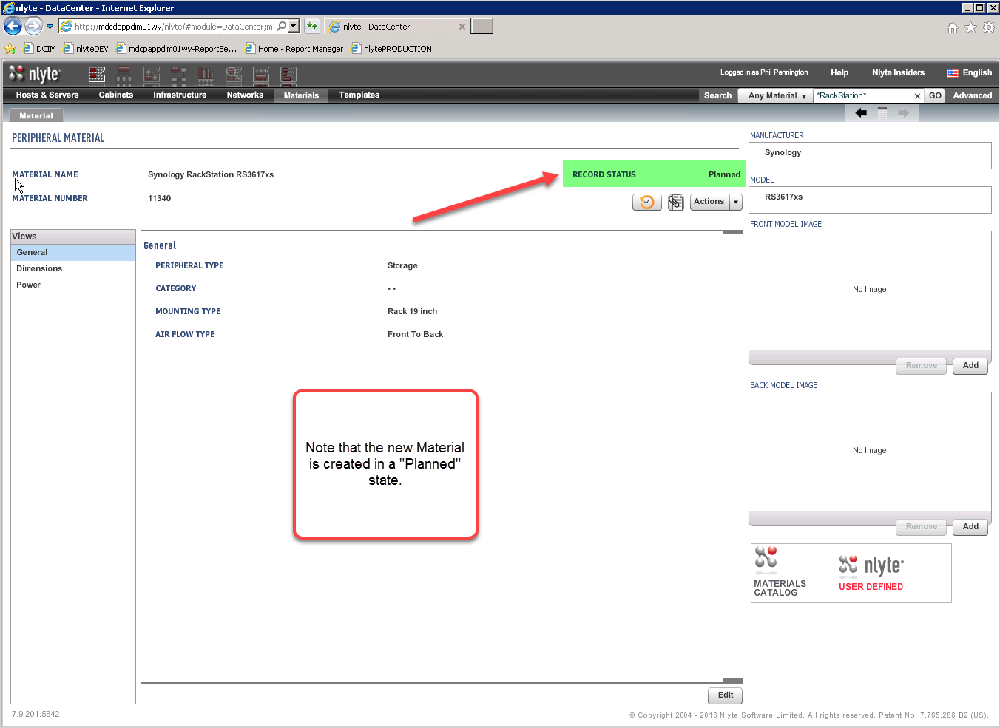 nlyte - DataCenter - Internet Explorer
http://mdcdappdim01wv/nlyte/#module=DataCenter;m
nlyte - DataCenter
DCIM
nlyteDEV
mdcpappdim01wv-ReportSe...
Home - Report Manager
nlytePRODUCTION
nlyte
Logged in as Phil Pennington
Help
Nlyte Insiders
English
Hosts & Servers
Cabinets
Infrastructure
Networks
Materials
Templates
Search
Any Material
*RackStation*
GO
Advanced
Material
PERIPHERAL MATERIAL
MATERIAL NAME
Synology RackStation RS3617xs
RECORD STATUS
Planned
MATERIAL NUMBER
11340
Actions
MANUFACTURER
Synology
MODEL
RS3617xs
FRONT MODEL IMAGE
No Image
Remove
Add
BACK MODEL IMAGE
No Image
Remove
Add
MATERIALS
CATALOG
nlyte
USER DEFINED
Views
General
Dimensions
Power
General
PERIPHERAL TYPE
Storage
CATEGORY
- -
MOUNTING TYPE
Rack 19 inch
AIR FLOW TYPE
Front To Back
Note that the new Material
is created in a "Planned"
state.
Edit
7.9.201.5842
© Copyright 2004 - 2016 Nlyte Software Limited. All rights reserved. Patent No. 7,765,286 B2 (US).